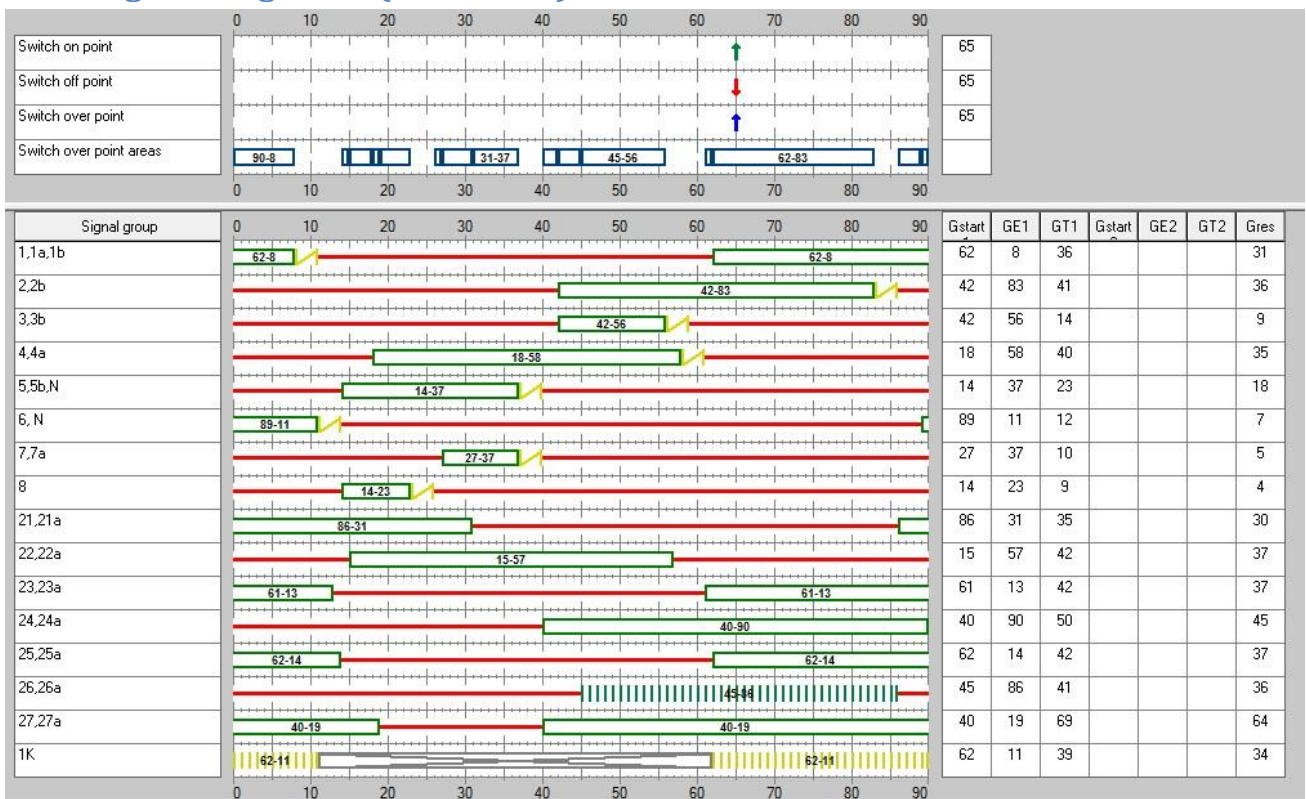 0 10 20 30 40 50 60 70 80 90
Switch on point 65
Switch off point 65
Switch over point 65
Switch over point areas 90-8 31-37 45-56 62-83
0 10 20 30 40 50 60 70 80 90
Signal group 0 10 20 30 40 50 60 70 80 90 Gstart GE1 GT1 Gstart GE2 GT2 Gres
1,1a,1b 62-8 62-8 62 8 36 31
2,2b 42-83 42 83 41 36
3,3b 42-56 42 56 14 9
4,4a 18-58 18 58 40 35
5,5b,N 14-37 14 37 23 18
6, N 89-11 89 11 12 7
7,7a 27-37 27 37 10 5
8 14-23 14 23 9 4
21,21a 86-31 86 31 35 30
22,22a 15-57 15 57 42 37
23,23a 61-13 61-13 61 13 42 37
24,24a 40-90 40 90 50 45
25,25a 62-14 62-14 62 14 42 37
26,26a 45-86 45 86 41 36
27,27a 40-19 40-19 40 19 69 64
1K 62-11 62-11 62 11 39 34
0 10 20 30 40 50 60 70 80 90